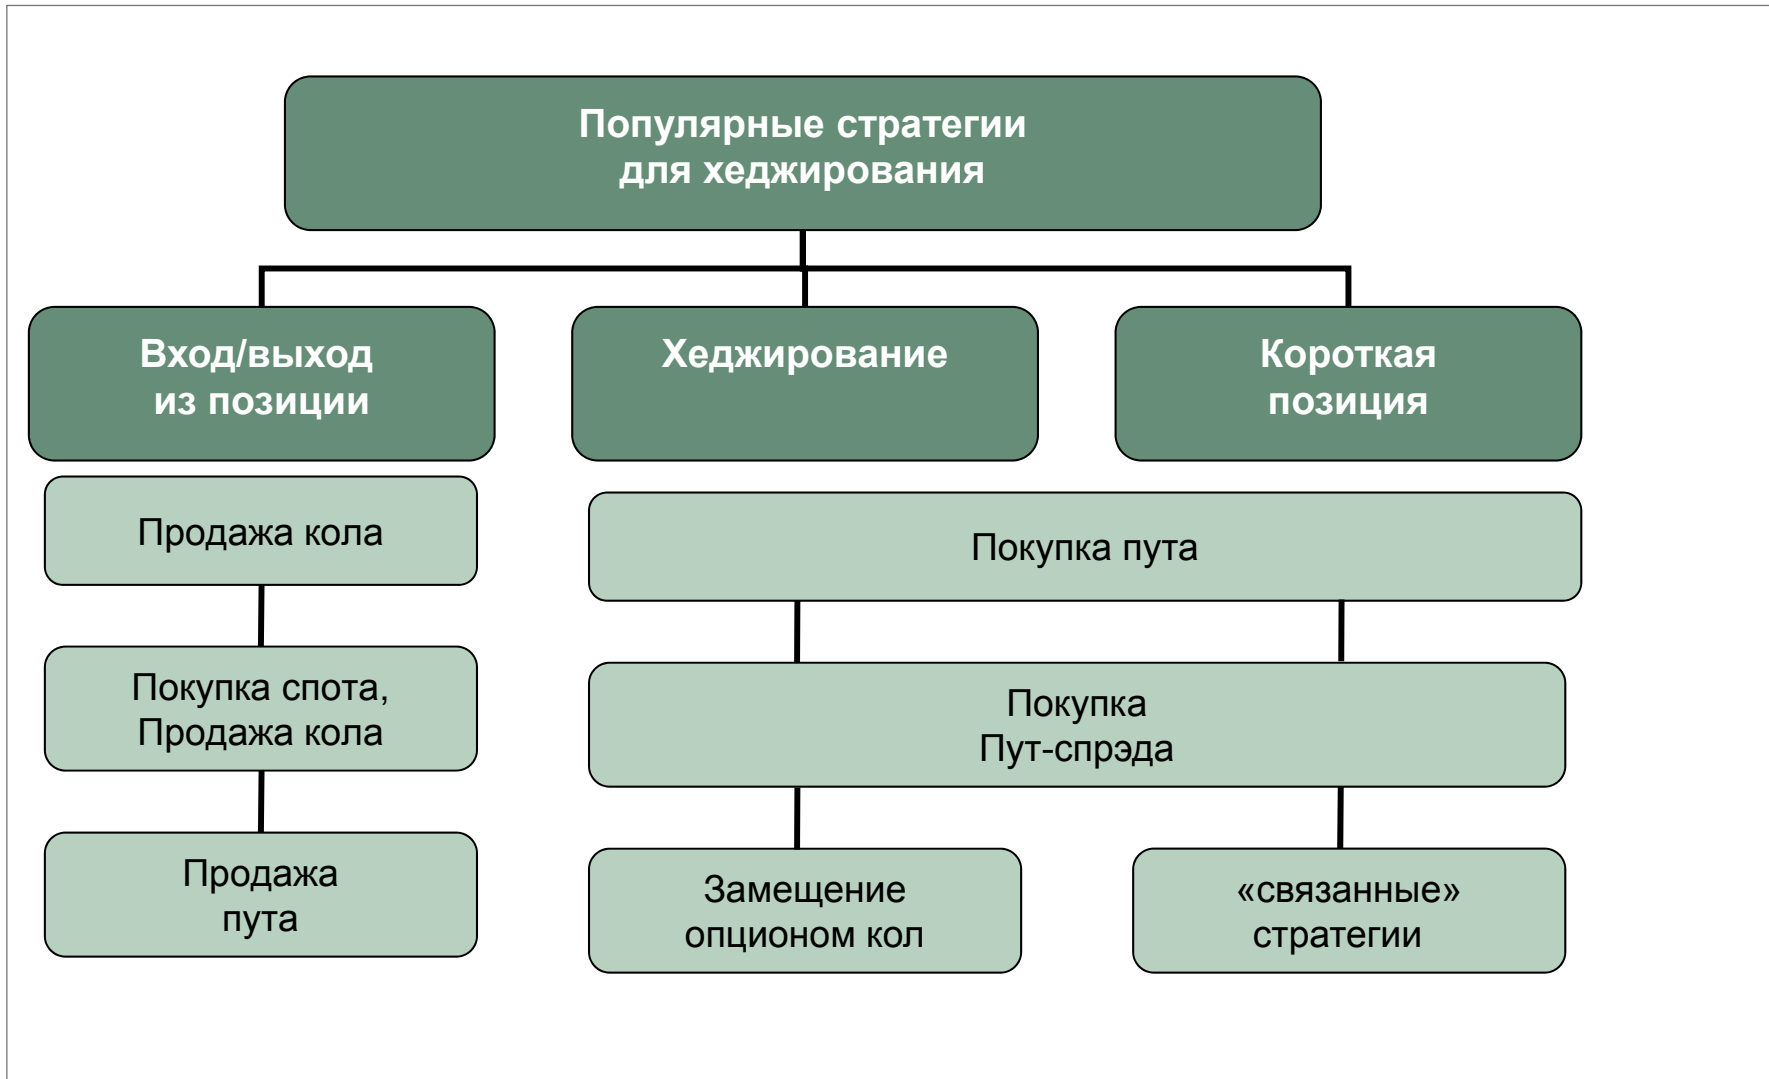 Популярные стратегии
для хеджирования
Вход/выход
из позиции
Хеджирование
Короткая
позиция
Продажа кола
Покупка спота,
Продажа кола
Продажа
пута
Покупка пута
Покупка
Пут-спрэда
Замещение
опционом кол
«связанные»
стратегии